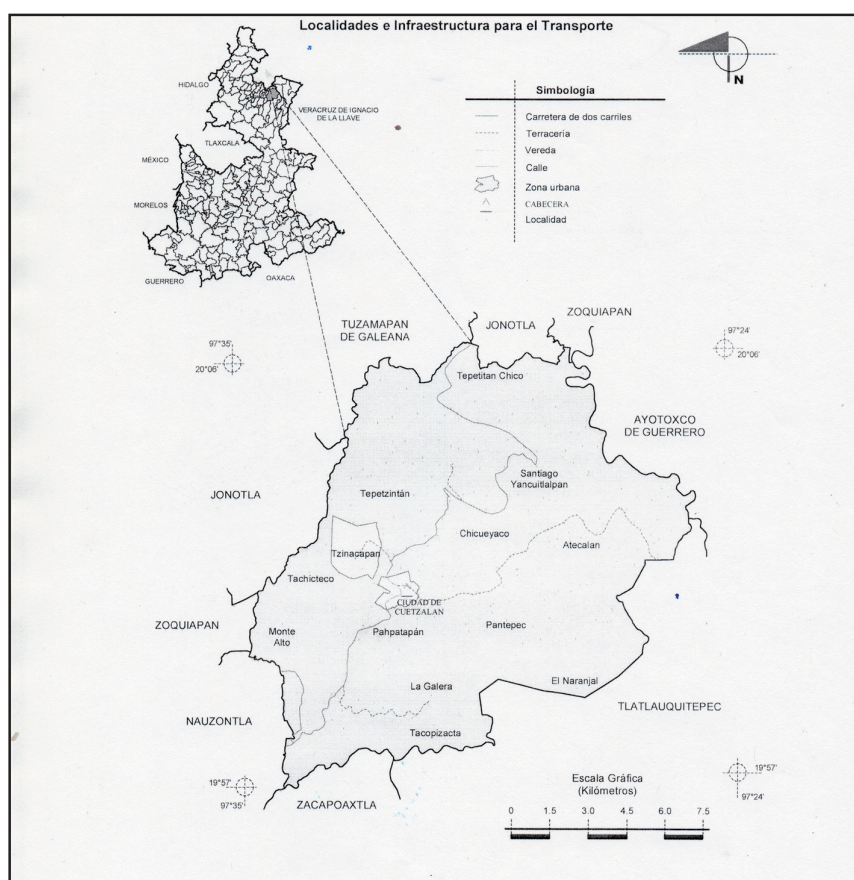 Localidades e Infraestructura para el Transporte
N
HIDALGO
VERACRUZ DE IGNACIO
DE LA LLAVE
TLAXCALA
MÉXICO
MORELOS
GUERRERO
OAXACA
Simbología
Carretera de dos carriles
Terracería
Vereda
Calle
Zona urbana
CABECERA
Localidad
TUZAMAPAN
DE GALEANA
JONOTLA
ZOQUIAPAN
97°35'
20°06'
97°24'
20°06'
Tepetitan Chico
AYOTOXCO
DE GUERRERO
Santiago
Yancuitlalpan
JONOTLA
Tepetzintán
Chicueyaco
Atecalan
Tzinacapan
Tachicteco
CIUDAD DE
CUETZALAN
ZOQUIAPAN
Monte
Alto
Pahpatapán
Pantepec
La Galera
El Naranjal
TLATLAUQUITEPEC
NAUZONTLA
Tacopizacta
19°57'
97°35'
ZACAPOAXTLA
19°57'
97°24'
Escala Gráfica
(Kilómetros)
0 1.5 3.0 4.5 6.0 7.5